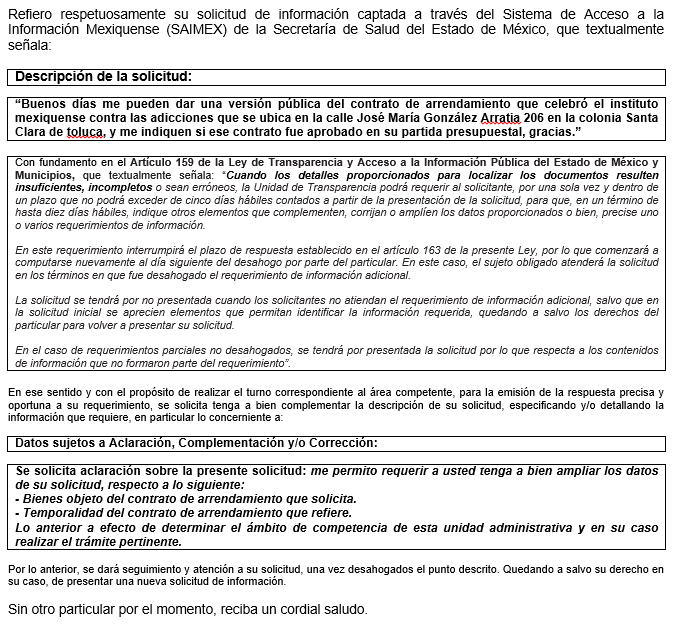 Refiero respetuosamente su solicitud de información captada a través del Sistema de Acceso a la
Información Mexiquense (SAIMEX) de la Secretaría de Salud del Estado de México, que textualmente
señala:
Descripción de la solicitud:
“Buenos días me pueden dar una versión pública del contrato de arrendamiento que celebró el instituto
mexiquense contra las adicciones que se ubica en la calle José María González Arratia 206 en la colonia Santa
Clara de toluca, y me indiquen si ese contrato fue aprobado en su partida presupuestal, gracias.”
Con fundamento en el Artículo 159 de la Ley de Transparencia y Acceso a la Información Pública del Estado de México y
Municipios, que textualmente señala: “Cuando los detalles proporcionados para localizar los documentos resulten
insuficientes, incompletos o sean erróneos, la Unidad de Transparencia podrá requerir al solicitante, por una sola vez y dentro de
un plazo que no podrá exceder de cinco días hábiles contados a partir de la presentación de la solicitud, para que, en un término de
hasta diez días hábiles, indique otros elementos que complementen, corrijan o amplíen los datos proporcionados o bien, precise uno
o varios requerimientos de información.
En este requerimiento interrumpirá el plazo de respuesta establecido en el artículo 163 de la presente Ley, por lo que comenzará a
computarse nuevamente al día siguiente del desahogo por parte del particular. En este caso, el sujeto obligado atenderá la solicitud
en los términos en que fue desahogado el requerimiento de información adicional.
La solicitud se tendrá por no presentada cuando los solicitantes no atiendan el requerimiento de información adicional, salvo que en
la solicitud inicial se aprecien elementos que permitan identificar la información requerida, quedando a salvo los derechos del
particular para volver a presentar su solicitud.
En el caso de requerimientos parciales no desahogados, se tendrá por presentada la solicitud por lo que respecta a los contenidos
de información que no formaron parte del requerimiento”.
En ese sentido y con el propósito de realizar el turno correspondiente al área competente, para la emisión de la respuesta precisa y
oportuna a su requerimiento, se solicita tenga a bien complementar la descripción de su solicitud, especificando y/o detallando la
información que requiere, en particular lo concerniente a:
Datos sujetos a Aclaración, Complementación y/o Corrección:
Se solicita aclaración sobre la presente solicitud: me permito requerir a usted tenga a bien ampliar los datos
de su solicitud, respecto a lo siguiente:
- Bienes objeto del contrato de arrendamiento que solicita.
- Temporalidad del contrato de arrendamiento que refiere.
Lo anterior a efecto de determinar el ámbito de competencia de esta unidad administrativa y en su caso
realizar el trámite pertinente.
Por lo anterior, se dará seguimiento y atención a su solicitud, una vez desahogados el punto descrito. Quedando a salvo su derecho en
su caso, de presentar una nueva solicitud de información.
Sin otro particular por el momento, reciba un cordial saludo.